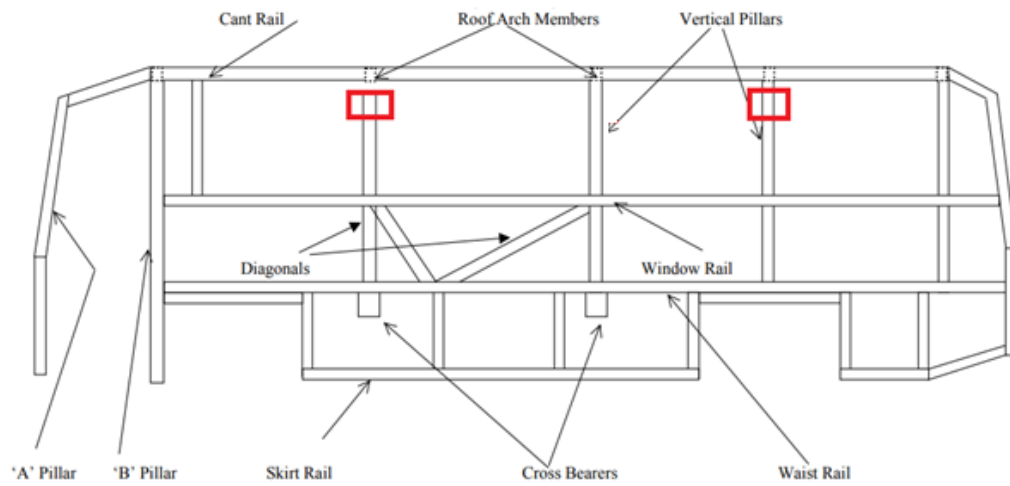 Cant Rail
Roof Arch Members
Vertical Pillars
Diagonals
Window Rail
‘A’ Pillar
‘B’ Pillar
Skirt Rail
Cross Bearers
Waist Rail